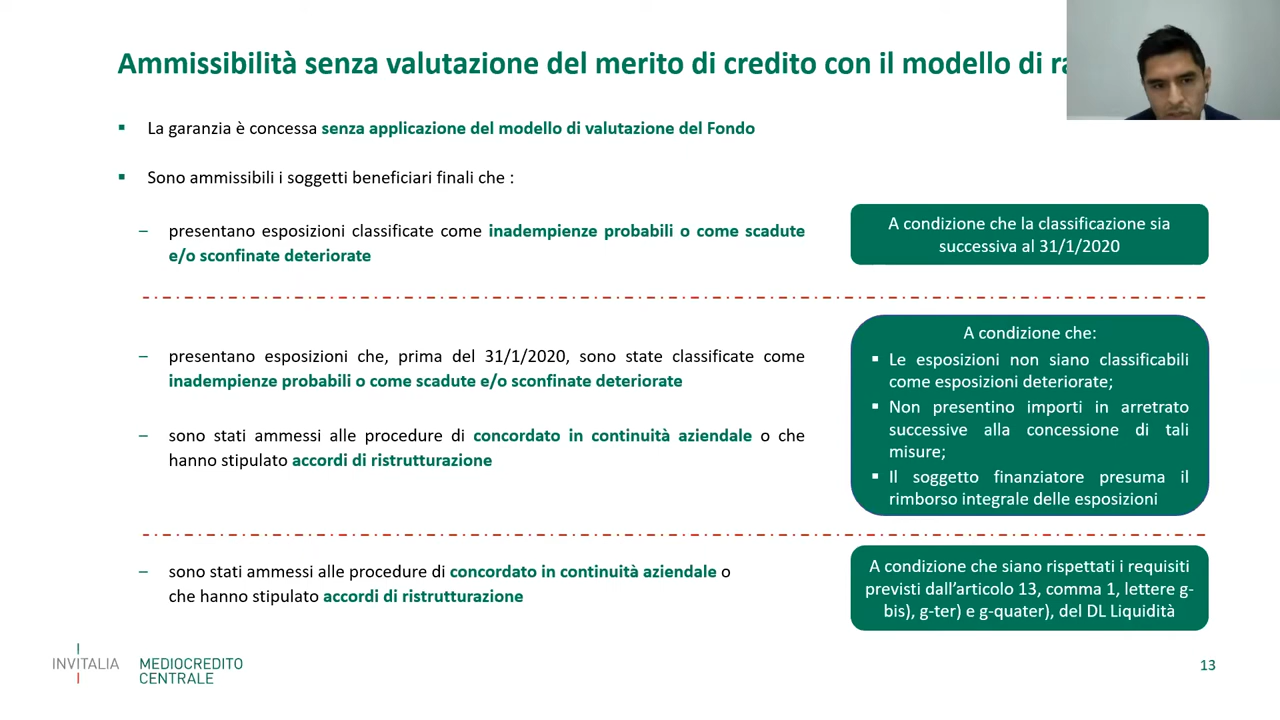 Ammissibilità senza valutazione del merito di credito con il modello di
La garanzia è concessa senza applicazione del modello di valutazione del Fondo
Sono ammissibili i soggetti beneficiari finali che :
– presentano esposizioni classificate come inadempienze probabili o come scadute
e/o sconfinate deteriorate
A condizione che la classificazione sia
successiva al 31/1/2020
– presentano esposizioni che, prima del 31/1/2020, sono state classificate come
inadempienze probabili o come scadute e/o sconfinate deteriorate
– sono stati ammessi alle procedure di concordato in continuità aziendale o che
hanno stipulato accordi di ristrutturazione
A condizione che:
Le esposizioni non siano classificabili
come esposizioni deteriorate;
Non presentino importi in arretrato
successive alla concessione di tali
misure;
Il soggetto finanziatore presuma il
rimborso integrale delle esposizioni
– sono stati ammessi alle procedure di concordato in continuità aziendale o
che hanno stipulato accordi di ristrutturazione
A condizione che siano rispettati i requisiti
previsti dall'articolo 13, comma 1, lettere g-
bis), g-ter) e g-quater), del DL Liquidità
INVITALIA
MEDIOCREDITO
CENTRALE
13